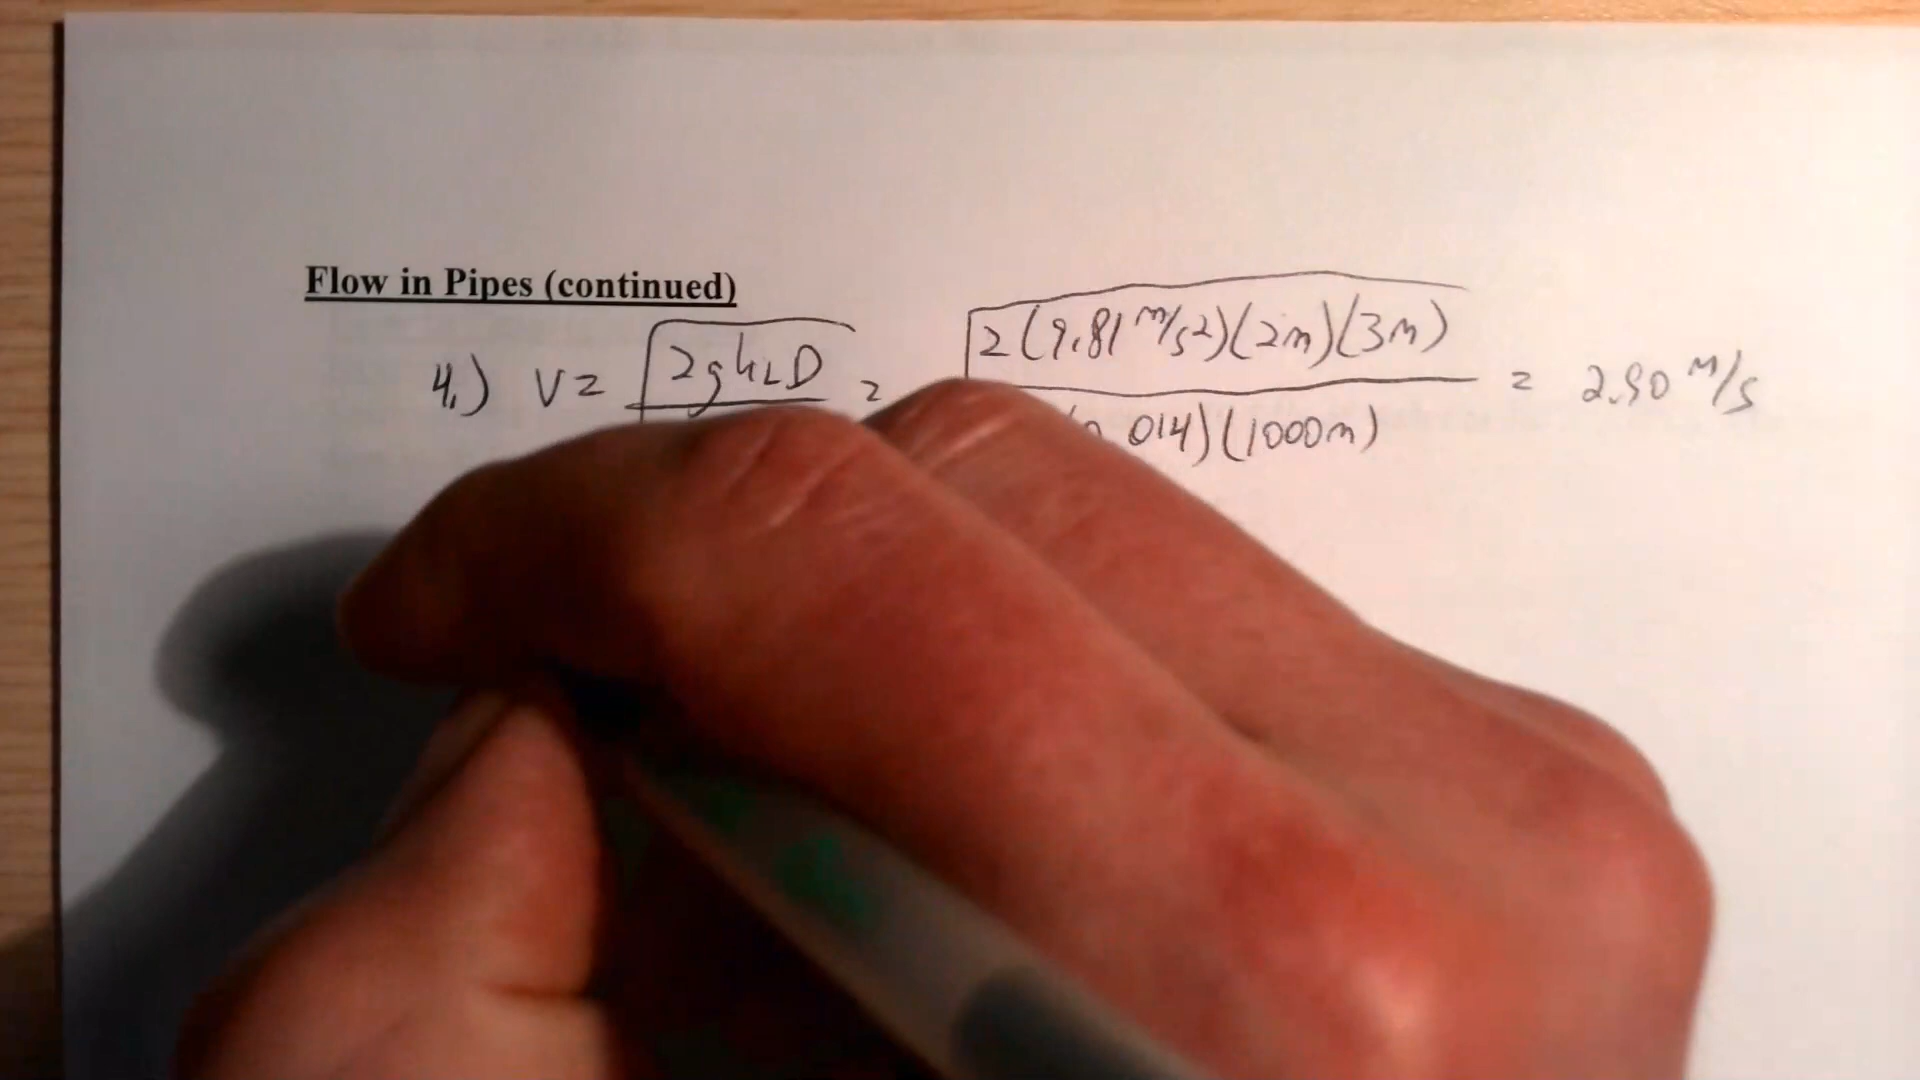 Flow in Pipes (continued)
4.) V = √2ghLD = √2(9.81 m/s2)(2m)(3m) = 2.90 m/s
014)(1000m)